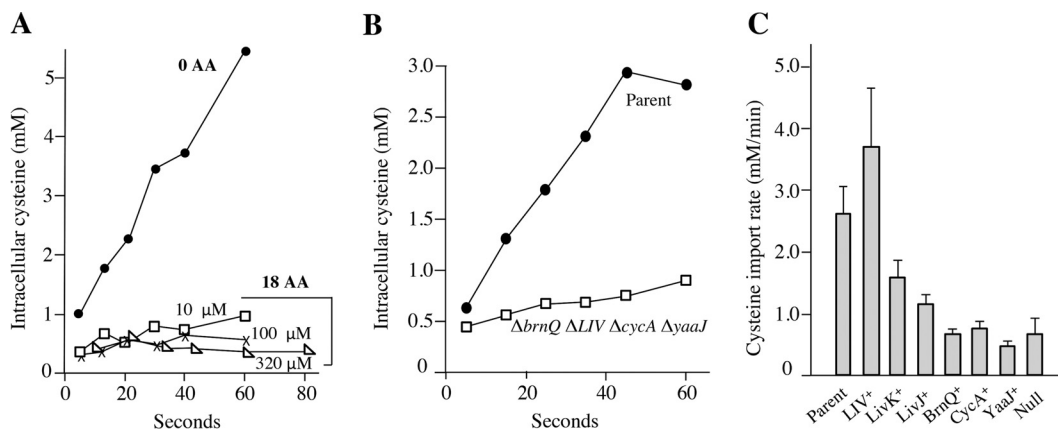 A
0 AA
Intracellular cysteine (mM)
5
4
3
2
1
0
18 AA
10 μM
100 μM
320 μM
0
20
40
60
80
Seconds
B
Intracellular cysteine (mM)
3.0
2.5
2.0
1.5
1.0
0.5
0
Parent
ΔbrnQ ΔLIV ΔcycA ΔyaaJ
0
20
40
60
Seconds
C
Cysteine import rate (mM/min)
5.0
4.0
3.0
2.0
1.0
0
Parent
LIV+
LivK+
LivJ+
BrnQ+
CycA+
YaaJ+
Null